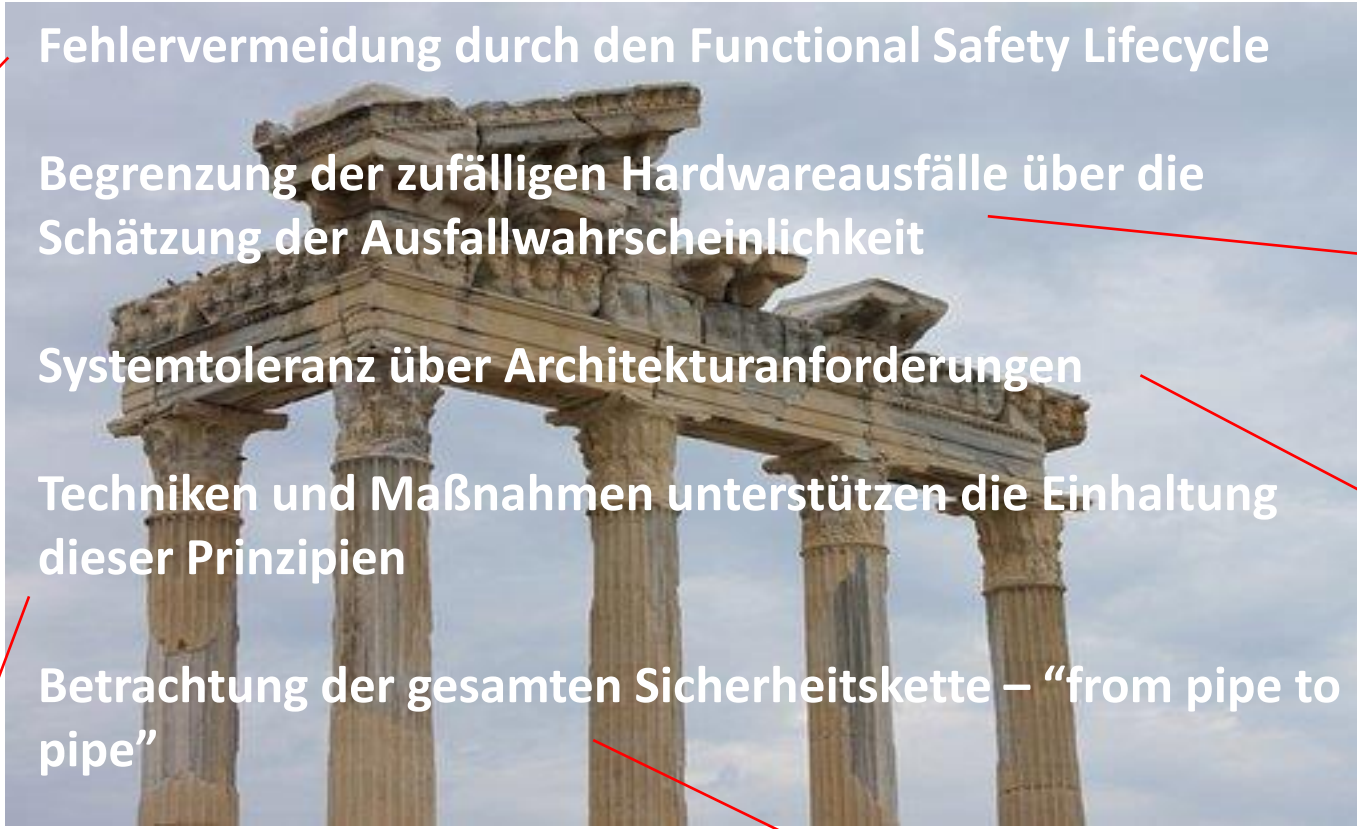 Fehlervermeidung durch den Functional Safety Lifecycle
Begrenzung der zufälligen Hardwareausfälle über die
Schätzung der Ausfallwahrscheinlichkeit
Systemtoleranz über Architekturanforderungen
Techniken und Maßnahmen unterstützen die Einhaltung
dieser Prinzipien
Betrachtung der gesamten Sicherheitskette – “from pipe to
pipe”